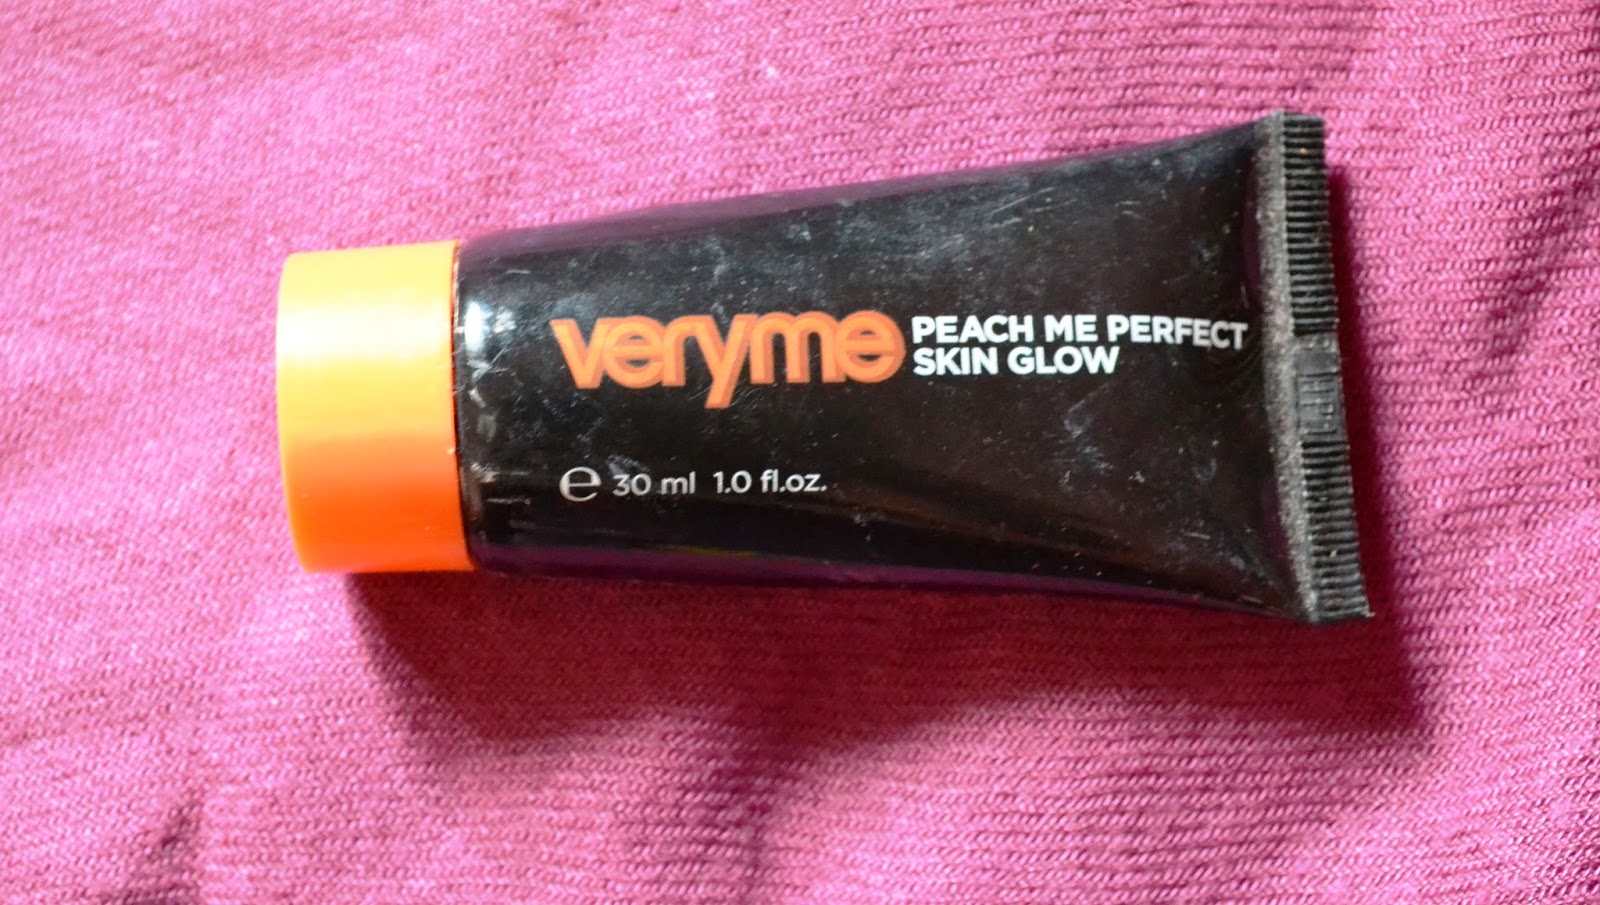 veryme PEACH ME PERFECT
SKIN GLOW
℮ 30 ml 1.0 fl.oz.